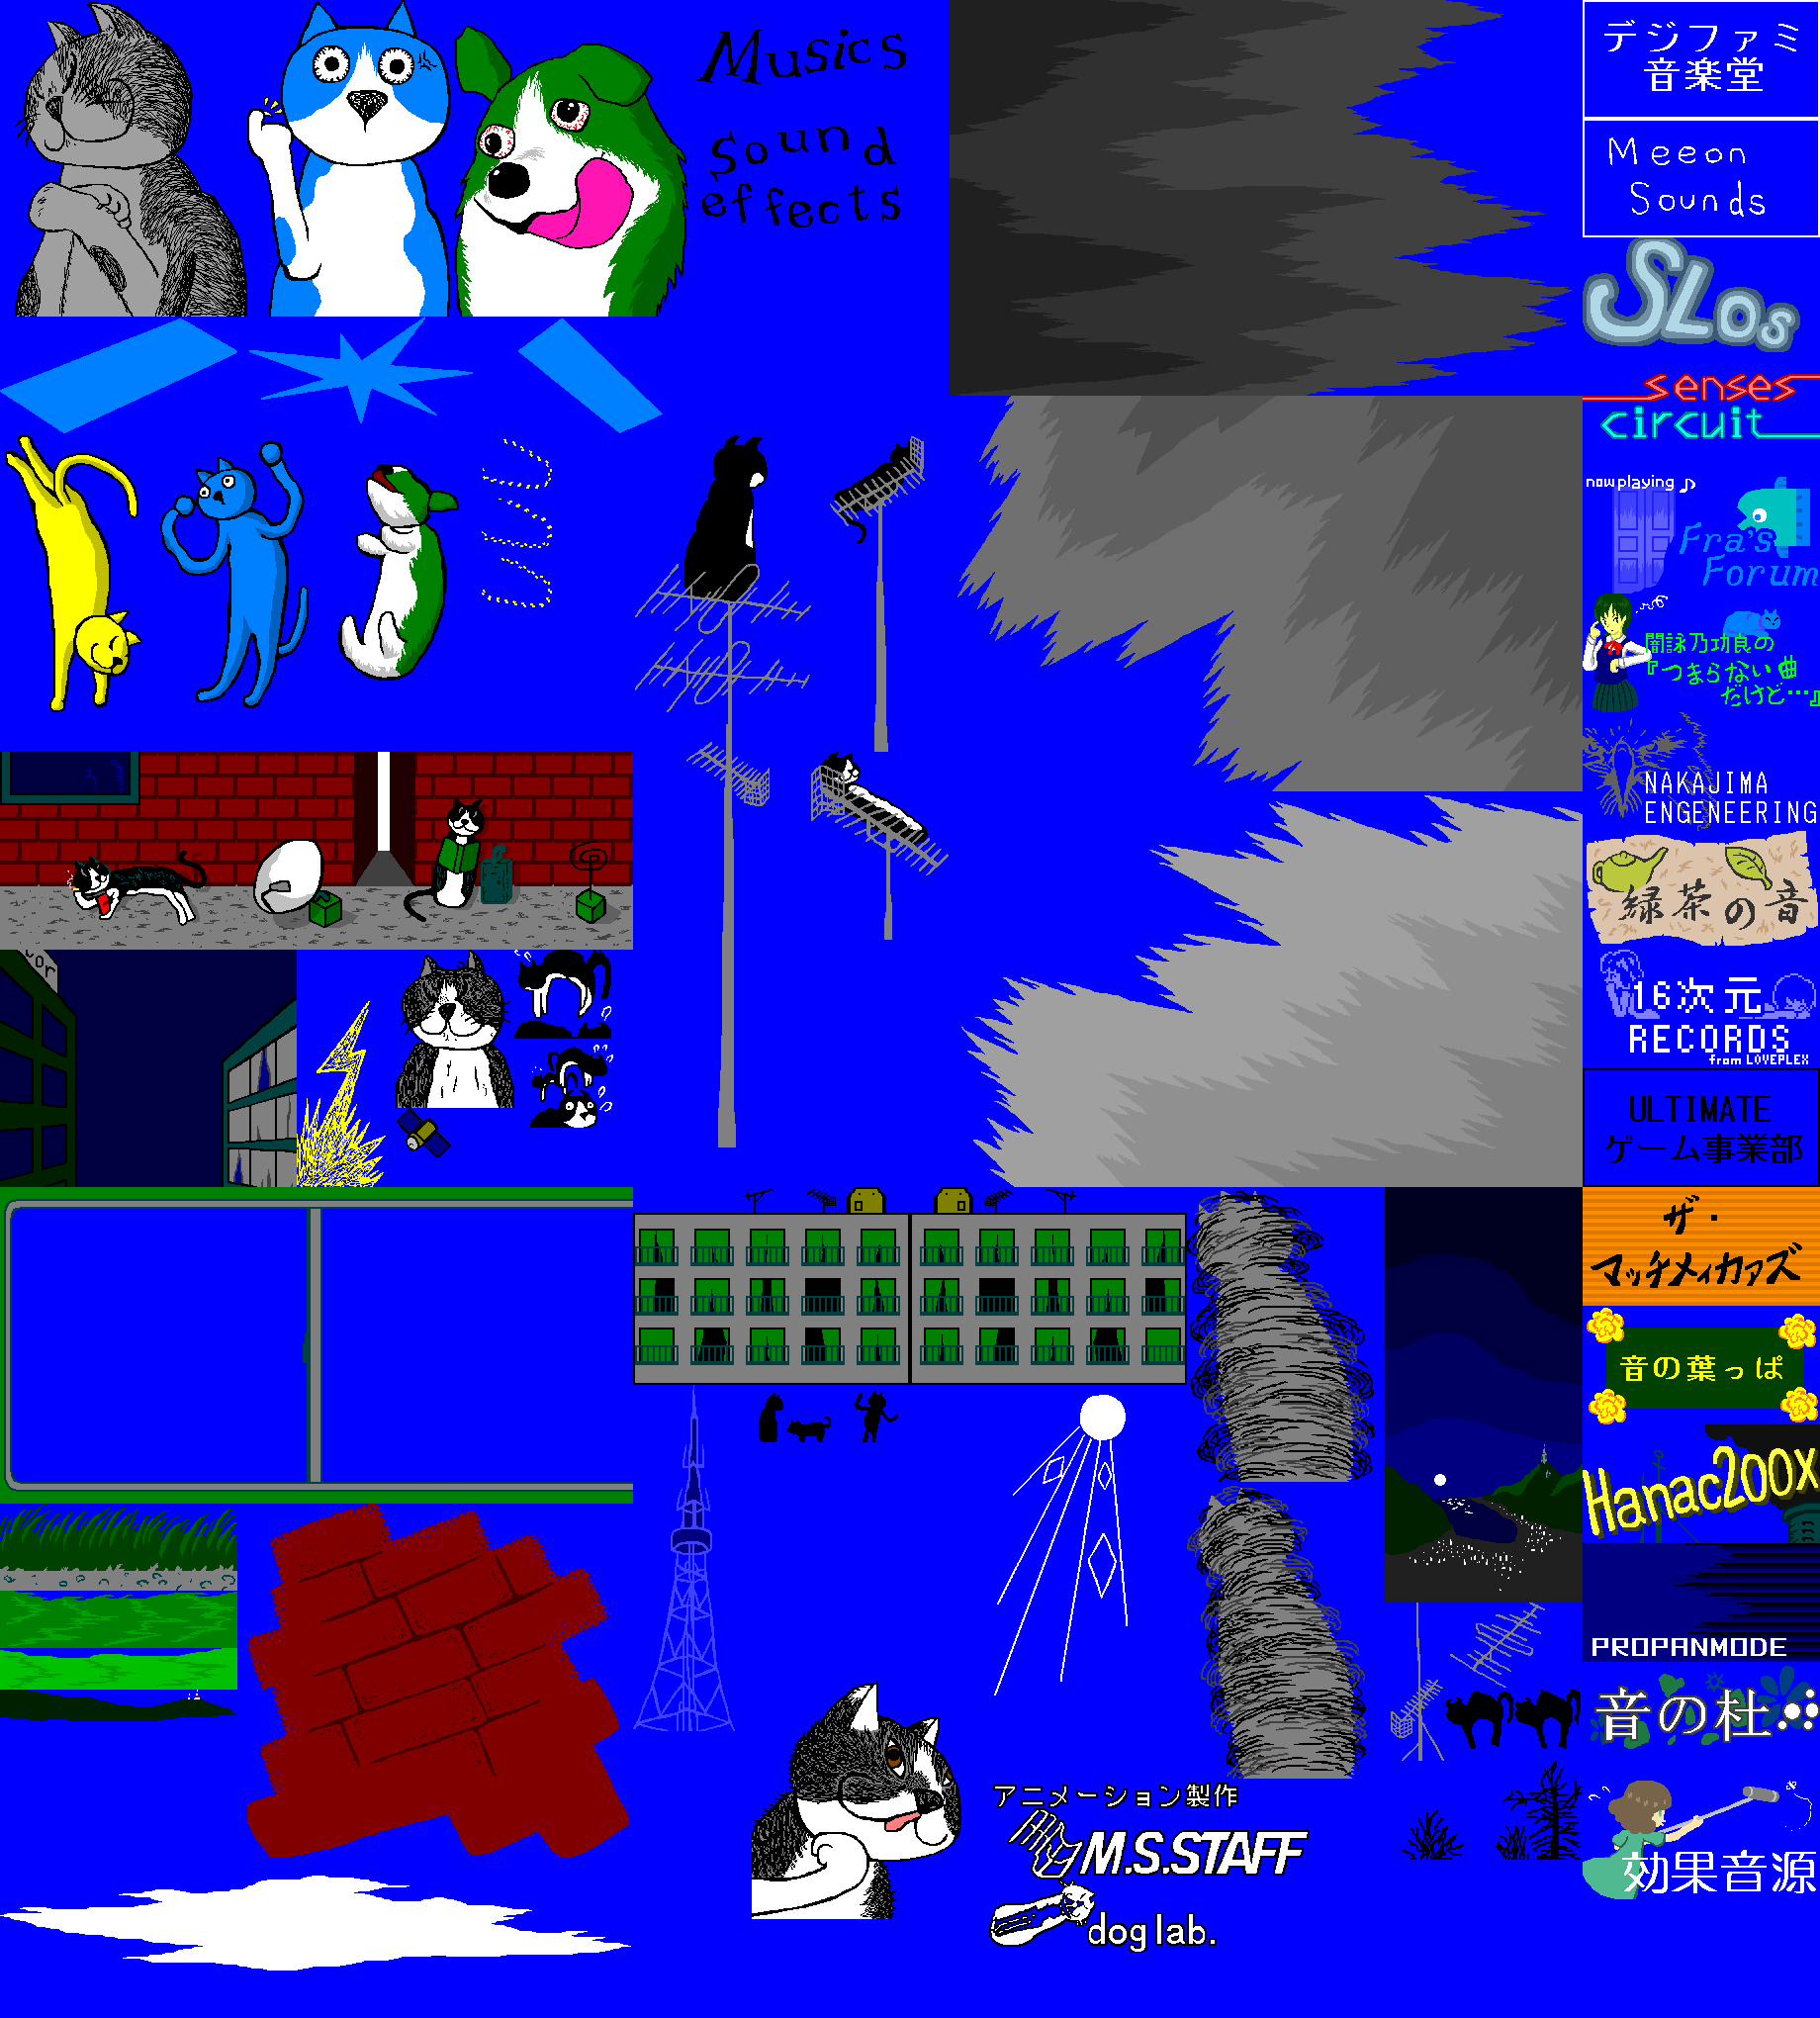 Musics
Sound
effects
デジファミ
音楽堂
Meeon
Sounds
SLOs
senses
circuit
now playing ♪
Fra's
Forum
闇詠乃功良の
『つまらない曲
だけど…』
NAKAJIMA
ENGENEERING
緑茶の音
16次元
RECORDS
from LOVEPLEX
ULTIMATE
ゲーム事業部
ザ・
マッチメイカァズ
音の葉っぱ
Hanac200x
PROPANMODE
音の杜
効果音源
アニメーション製作
M.S.STAFF
dog lab.